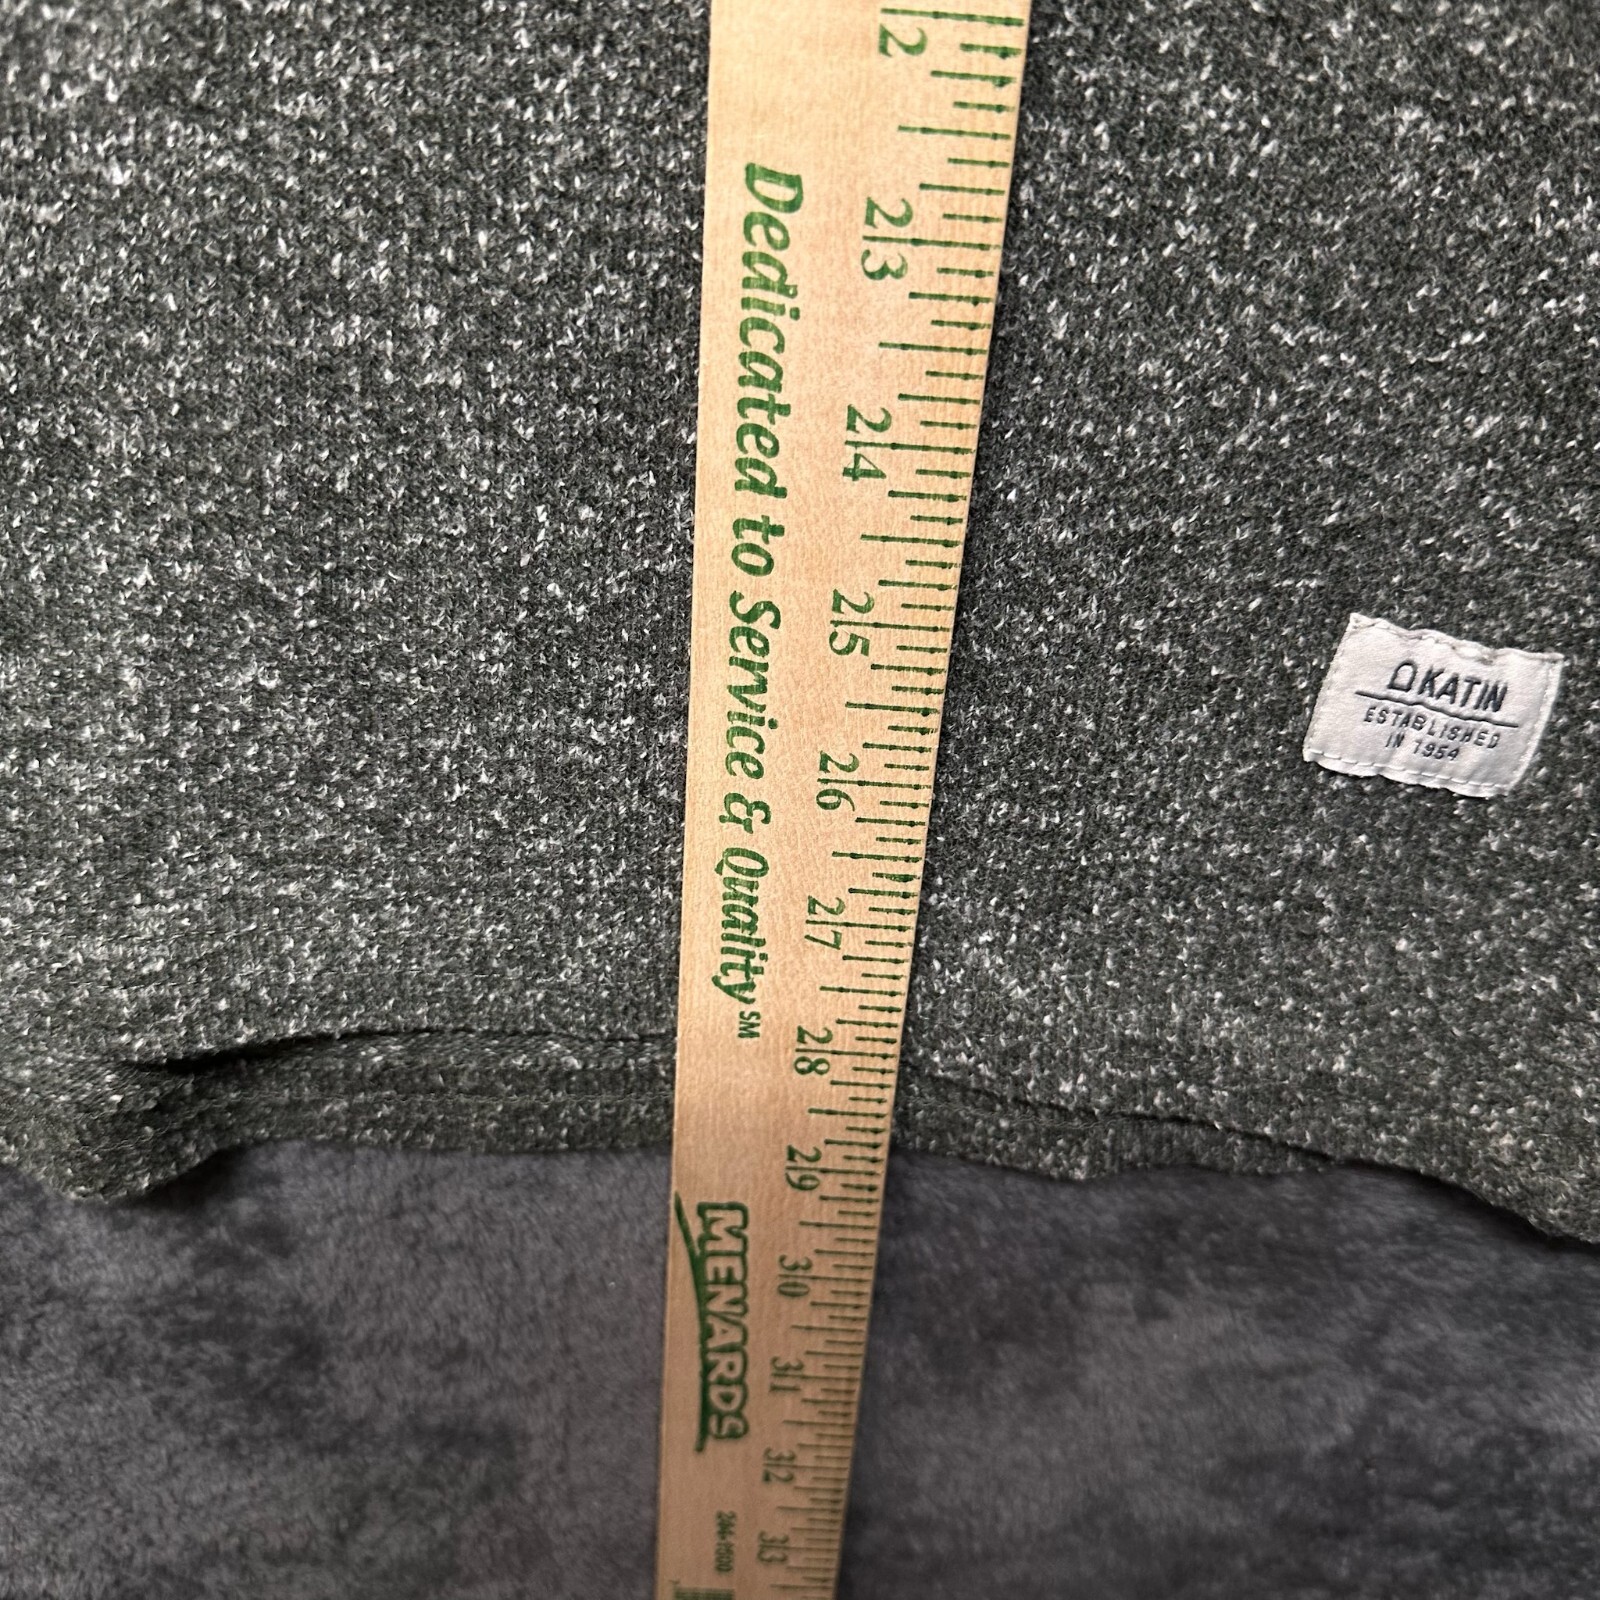 2
23
24
25
26
27
28
29
30
31
32
33
Dedicated to Service & Quality℠
MENARDS
KATIN
ESTABLISHED
IN 1954